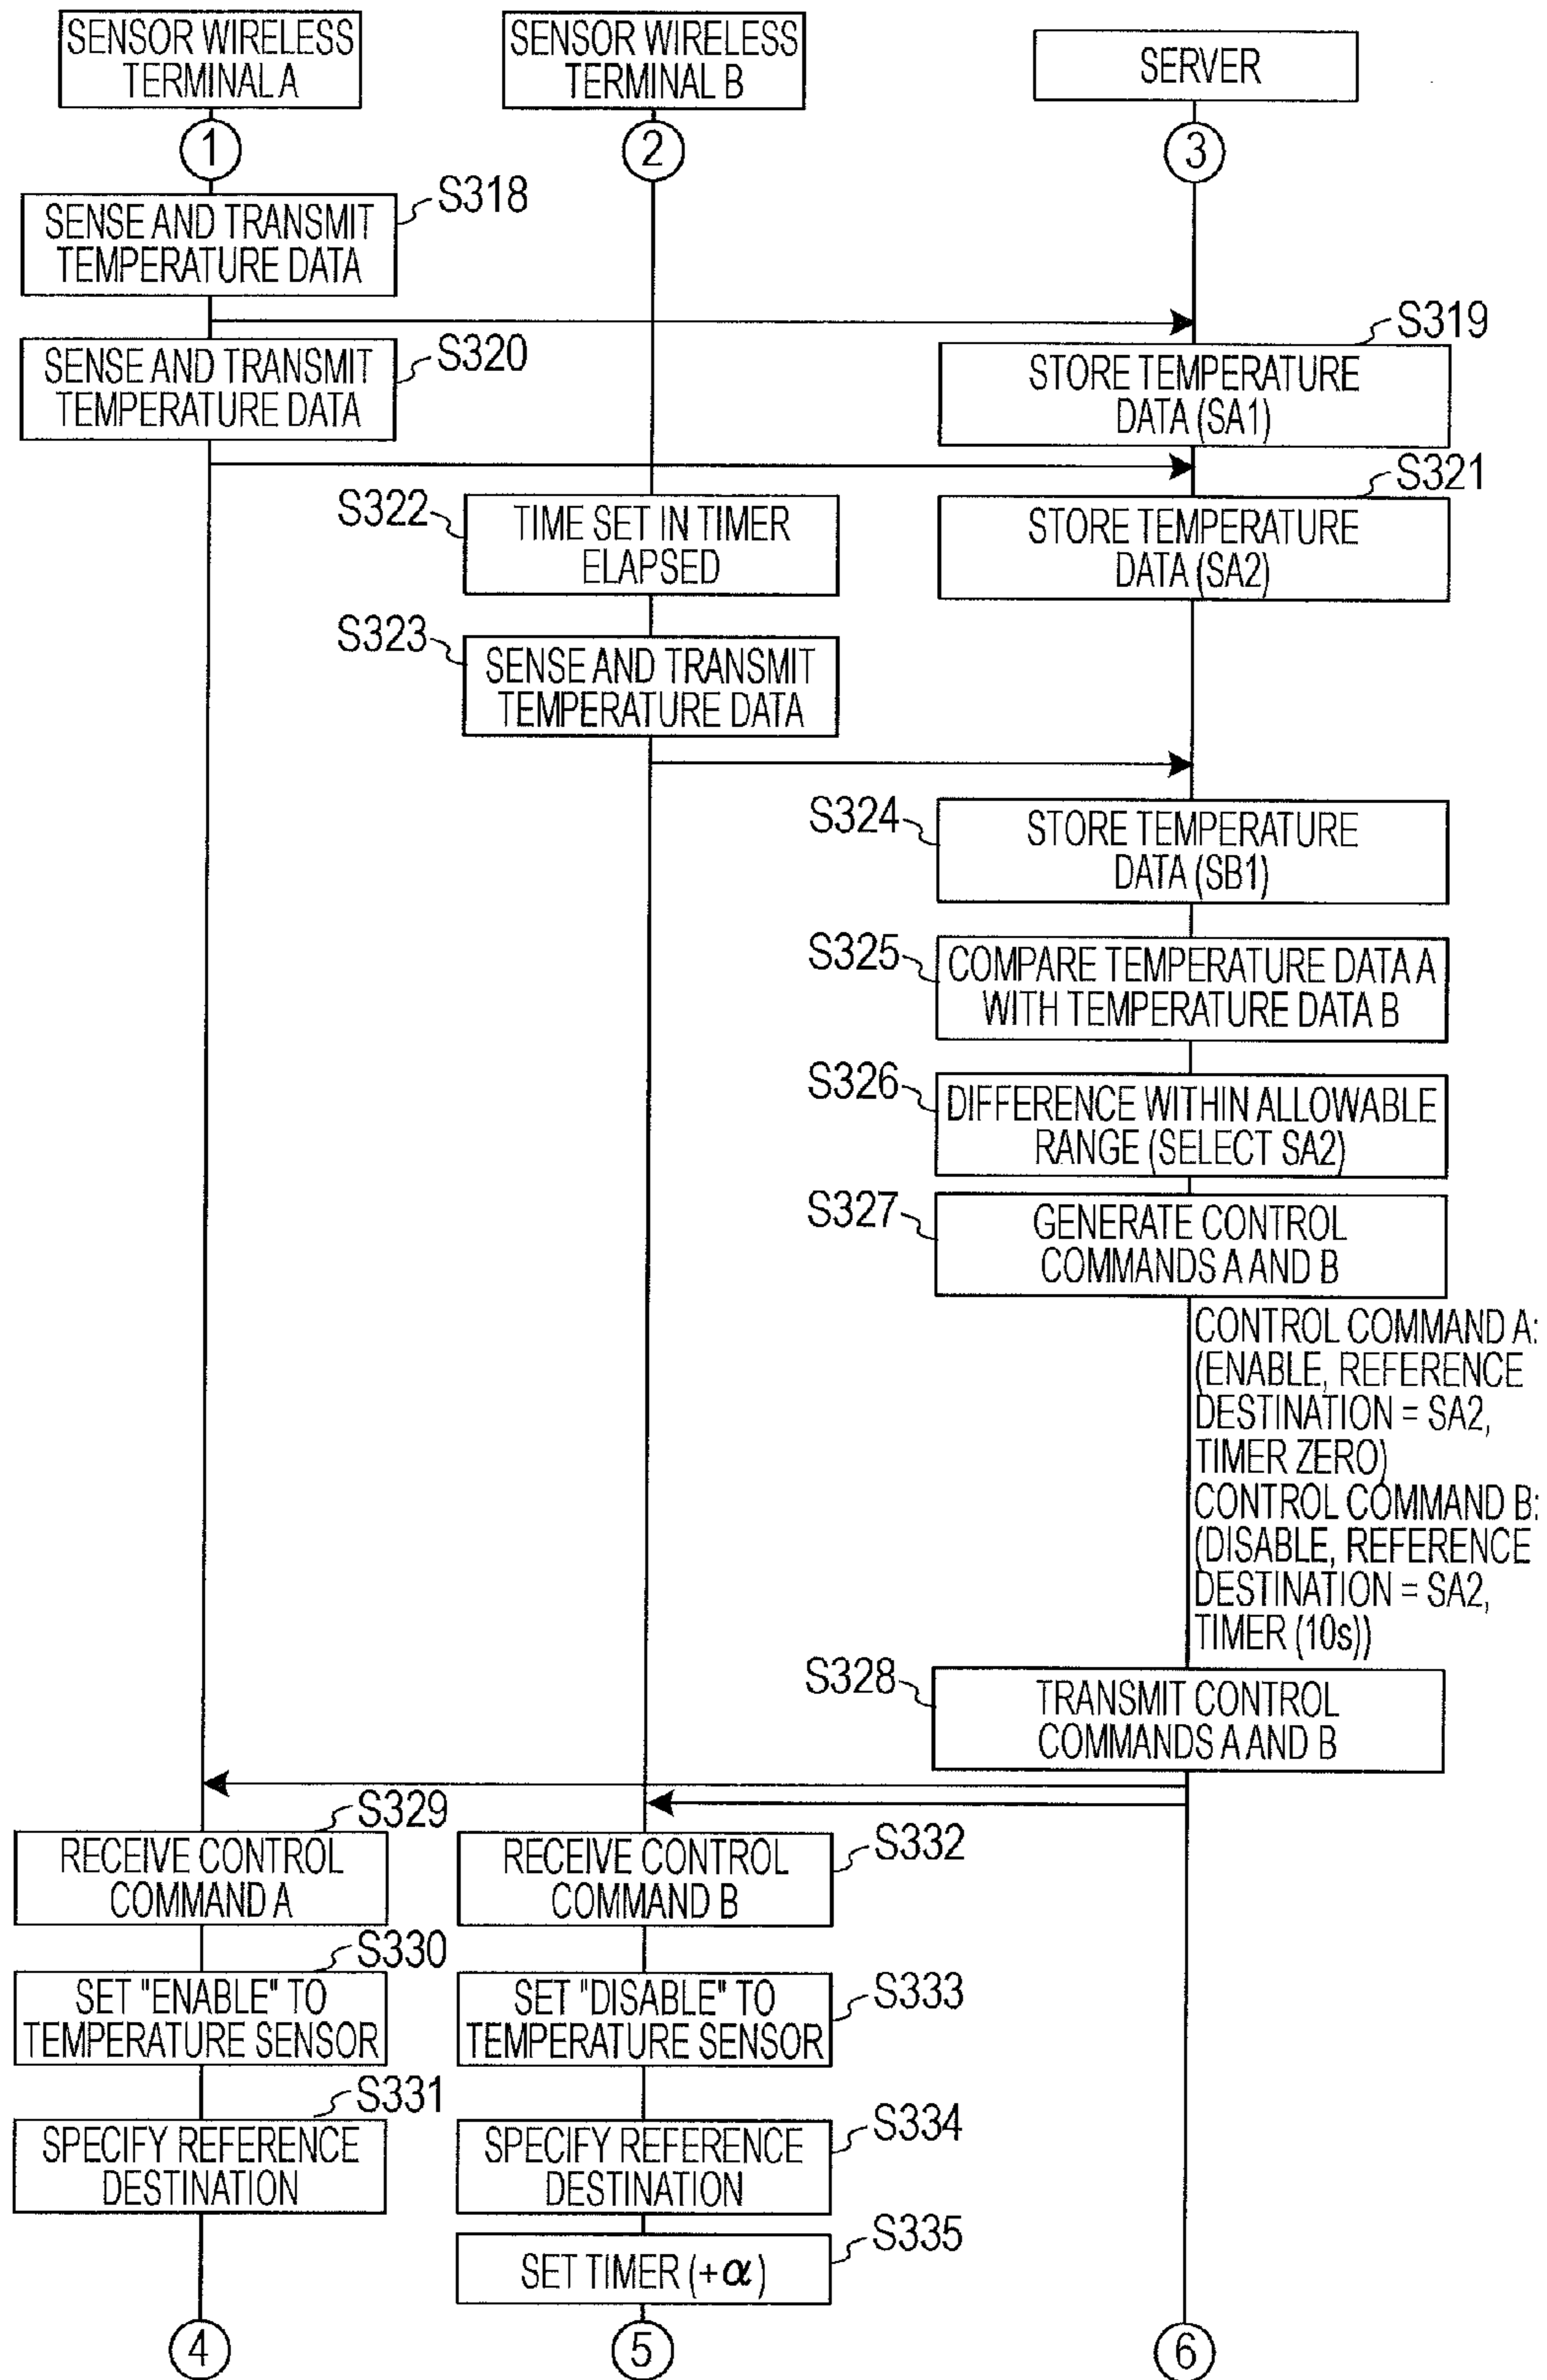 SENSOR WIRELESS
TERMINAL A
SENSOR WIRELESS
TERMINAL B
SERVER
1
2
3
S318
SENSE AND TRANSMIT
TEMPERATURE DATA
S319
S320
SENSE AND TRANSMIT
TEMPERATURE DATA
STORE TEMPERATURE
DATA (SA1)
S321
S322
TIME SET IN TIMER
ELAPSED
STORE TEMPERATURE
DATA (SA2)
S323
SENSE AND TRANSMIT
TEMPERATURE DATA
S324
STORE TEMPERATURE
DATA (SB1)
S325
COMPARE TEMPERATURE DATA A
WITH TEMPERATURE DATA B
S326
DIFFERENCE WITHIN ALLOWABLE
RANGE (SELECT SA2)
S327
GENERATE CONTROL
COMMANDS A AND B
CONTROL COMMAND A:
(ENABLE, REFERENCE
DESTINATION = SA2,
TIMER ZERO)
CONTROL COMMAND B:
(DISABLE, REFERENCE
DESTINATION = SA2,
TIMER (10s))
S328
TRANSMIT CONTROL
COMMANDS A AND B
S329
RECEIVE CONTROL
COMMAND A
S332
RECEIVE CONTROL
COMMAND B
S330
SET "ENABLE" TO
TEMPERATURE SENSOR
S333
SET "DISABLE" TO
TEMPERATURE SENSOR
S331
SPECIFY REFERENCE
DESTINATION
S334
SPECIFY REFERENCE
DESTINATION
S335
SET TIMER (+α)
4
5
6